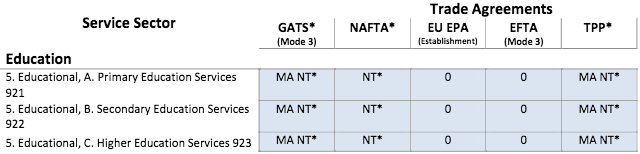 Service Sector
Trade Agreements
GATS* NAFTA* EU EPA EFTA TPP*
(Mode 3) (Establishment) (Mode 3)
Education
5. Educational, A. Primary Education Services MA NT* NT* 0 0 MA NT*
921
5. Educational, B. Secondary Education Services MA NT* NT* 0 0 MA NT*
922
5. Educational, C. Higher Education Services 923 MA NT* NT* 0 0 MA NT*